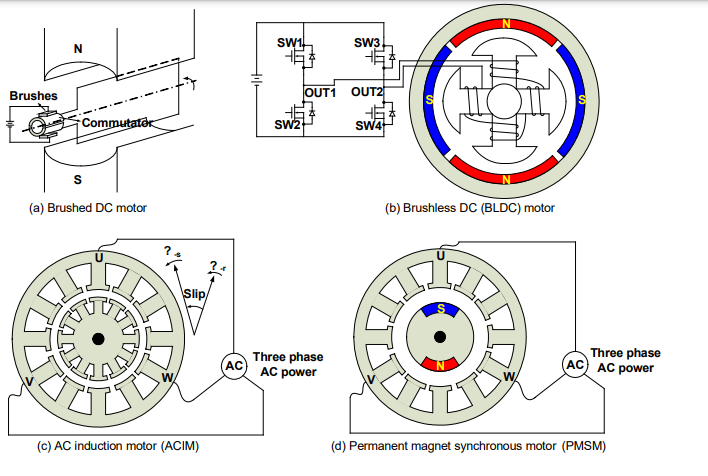 N
Brushes
Commutator
S
(a) Brushed DC motor
SW1
SW3
OUT1
OUT2
SW2
SW4
N
S
S
N
(b) Brushless DC (BLDC) motor
U
V
W
? -s
? -r
Slip
AC
Three phase
AC power
(c) AC induction motor (ACIM)
U
V
W
S
N
AC
Three phase
AC power
(d) Permanent magnet synchronous motor (PMSM)